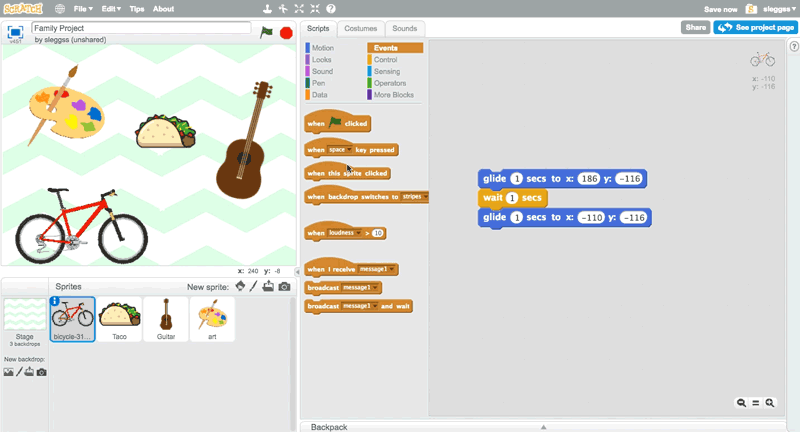 SCRATCH
File Edit Tips About
Save now
sleggss
v461
Family Project
by sleggss (unshared)
Scripts Costumes Sounds
Share
See project page
Motion Events
Looks Control
Sound Sensing
Pen Operators
Data More Blocks
x: -110
y: -116
when clicked
when space key pressed
when this sprite clicked
when backdrop switches to stripes
when loudness > 10
when I receive message1
broadcast message1
broadcast message1 and wait
glide 1 secs to x: 186 y: -116
wait 1 secs
glide 1 secs to x: -110 y: -116
x: 240 y: -8
Sprites New sprite:
Stage
3 backdrops
New backdrop:
bicycle-31...
Taco
Guitar
art
Backpack